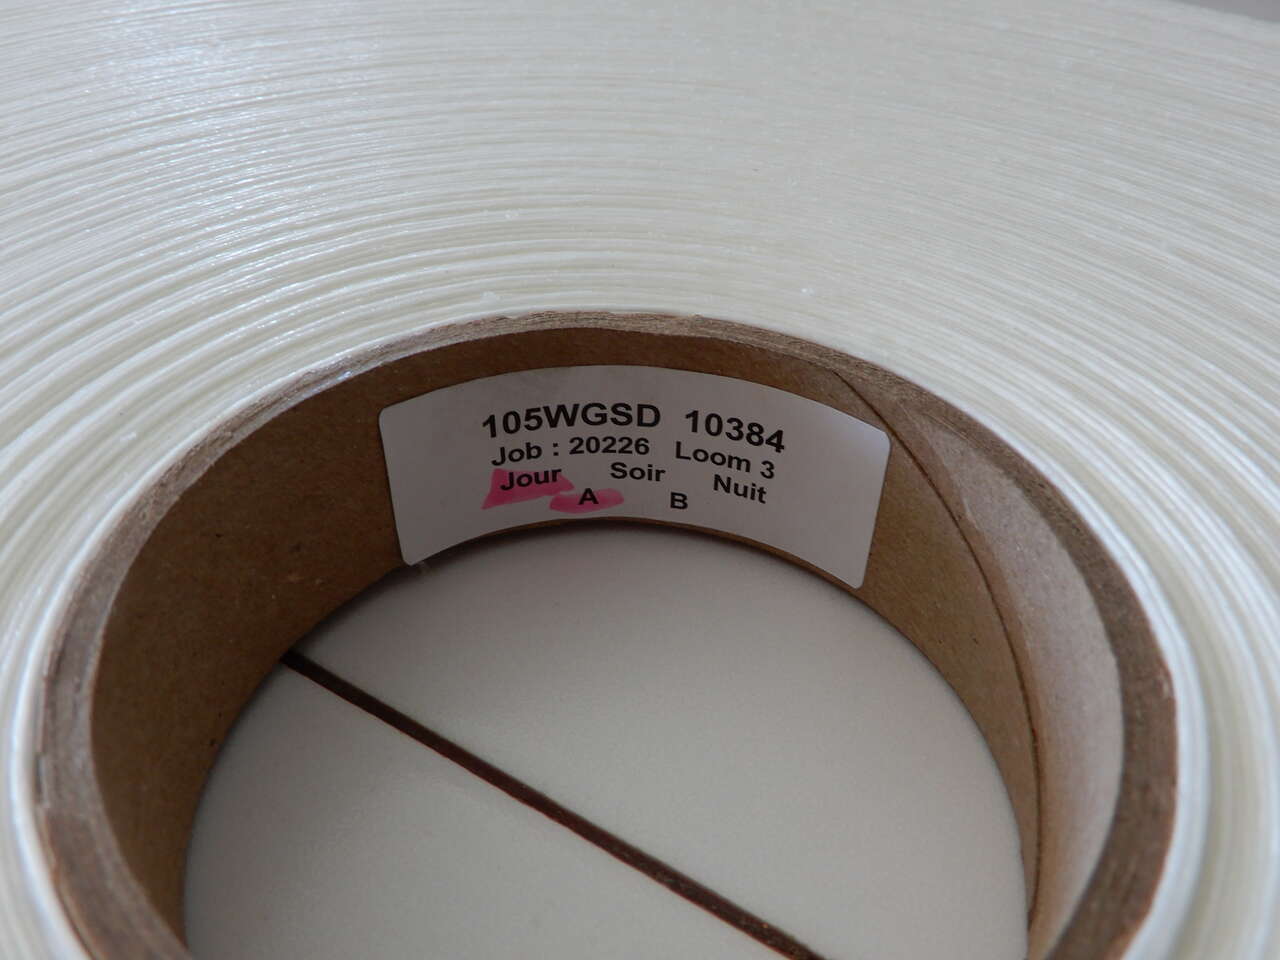 105WGSD 10384
Job : 20226 Loom 3
Jour Soir Nuit
A B